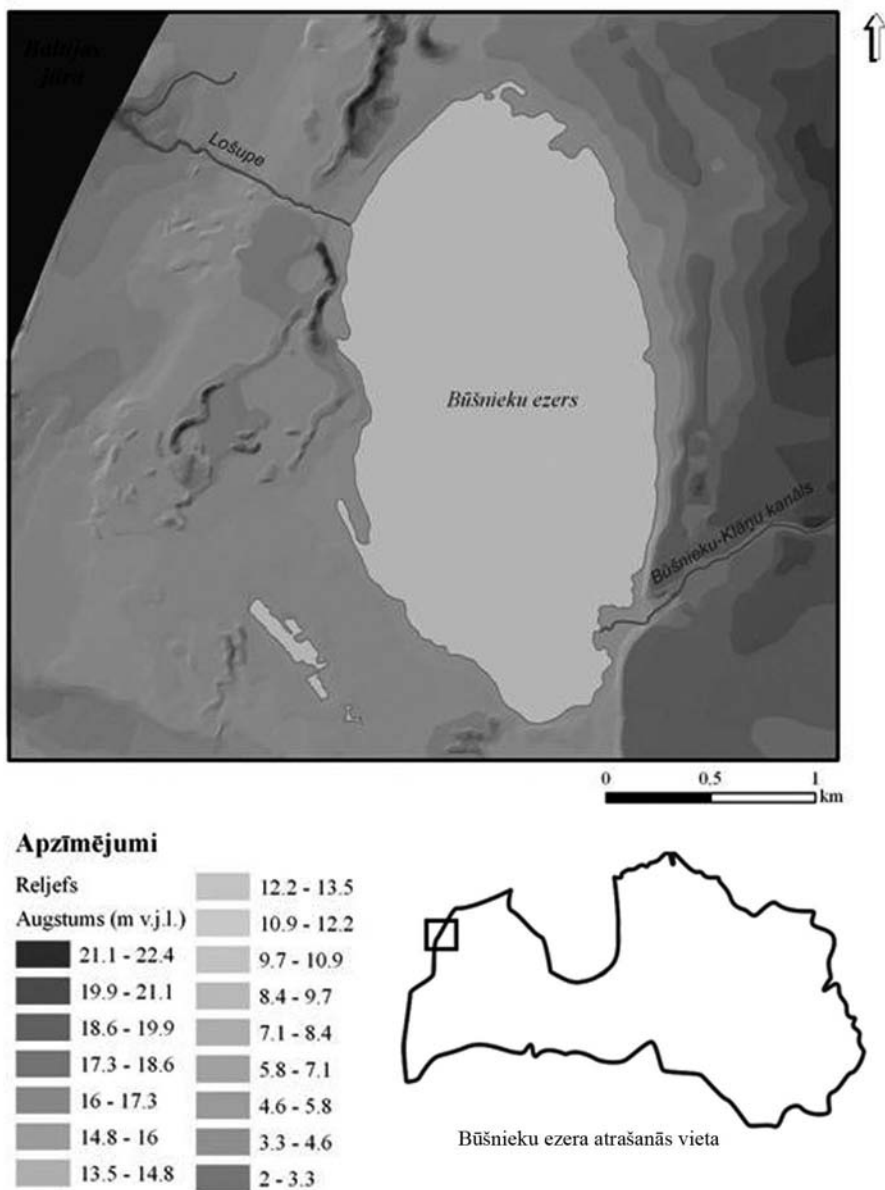 Baltijas
jūra
Lošupe
Būšnieku ezers
Būšnieku-Klāņu kanāls
0 0.5 1
km
Apzīmējumi
Reljefs
Augstums (m v.j.l.)
21.1 - 22.4
19.9 - 21.1
18.6 - 19.9
17.3 - 18.6
16 - 17.3
14.8 - 16
13.5 - 14.8
12.2 - 13.5
10.9 - 12.2
9.7 - 10.9
8.4 - 9.7
7.1 - 8.4
5.8 - 7.1
4.6 - 5.8
3.3 - 4.6
2 - 3.3
Būšnieku ezera atrašanās vieta